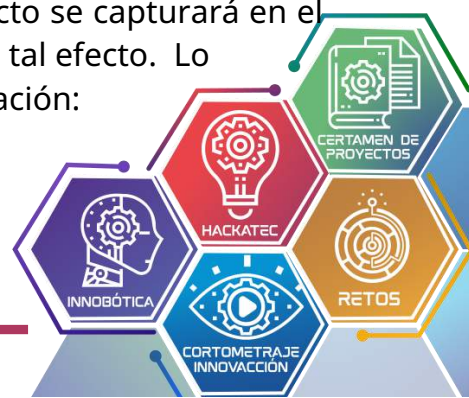 cto se capturará en el
tal efecto.  Lo
ación:
CERTAMEN DE
PROYECTOS
HACKATEC
INNOBÓTICA
RETOS
CORTOMETRAJE
INNOVACCIÓN